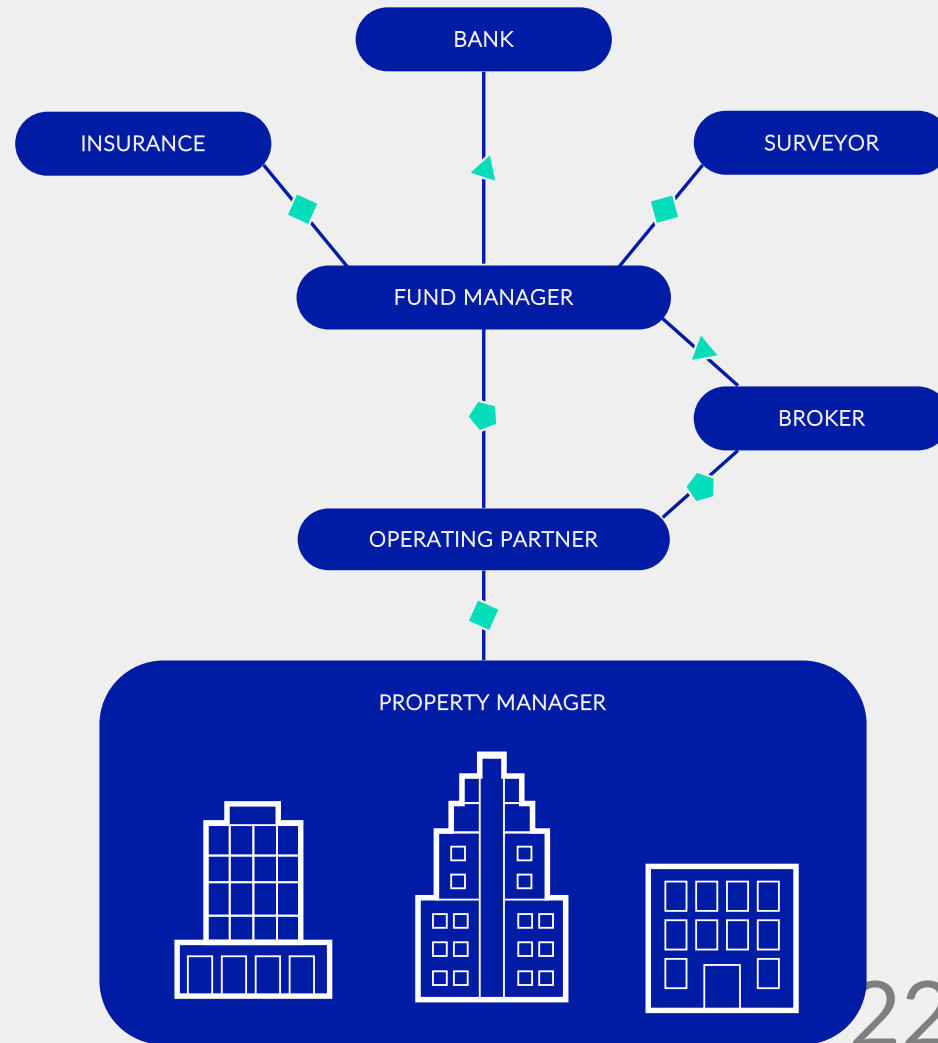 BANK
INSURANCE
SURVEYOR
FUND MANAGER
BROKER
OPERATING PARTNER
PROPERTY MANAGER
22